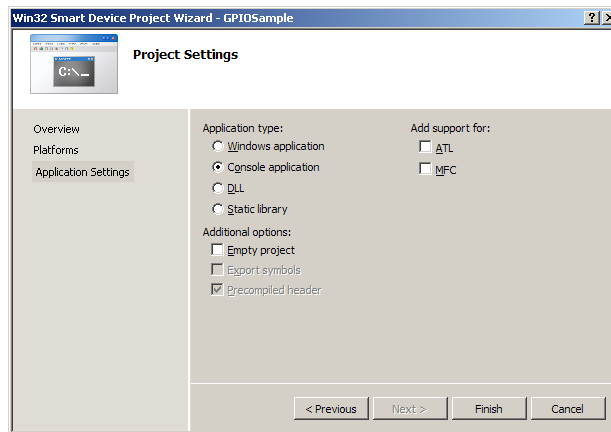 Win32 Smart Device Project Wizard - GPIOSample
Project Settings
C:\_
Overview
Platforms
Application Settings
Application type:
Windows application
Console application
DLL
Static library
Additional options:
Empty project
Export symbols
Precompiled header
Add support for:
ATL
MFC
< Previous
Next >
Finish
Cancel